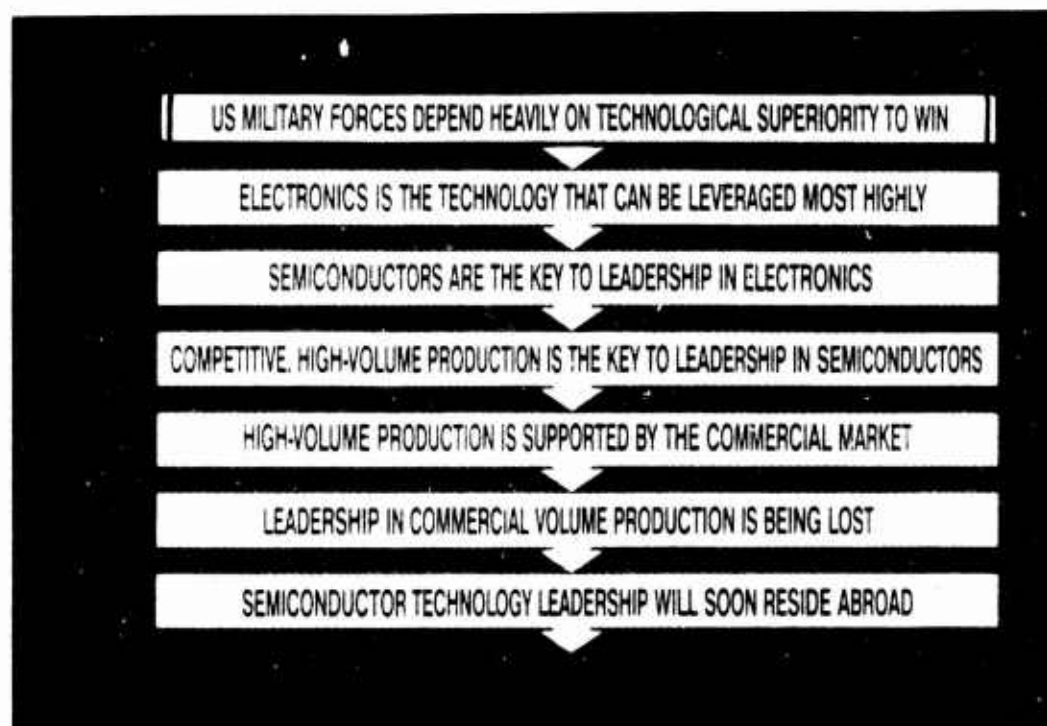 US MILITARY FORCES DEPEND HEAVILY ON TECHNOLOGICAL SUPERIORITY TO WIN
ELECTRONICS IS THE TECHNOLOGY THAT CAN BE LEVERAGED MOST HIGHLY
SEMICONDUCTORS ARE THE KEY TO LEADERSHIP IN ELECTRONICS
COMPETITIVE, HIGH-VOLUME PRODUCTION IS THE KEY TO LEADERSHIP IN SEMICONDUCTORS
HIGH-VOLUME PRODUCTION IS SUPPORTED BY THE COMMERCIAL MARKET
LEADERSHIP IN COMMERCIAL VOLUME PRODUCTION IS BEING LOST
SEMICONDUCTOR TECHNOLOGY LEADERSHIP WILL SOON RESIDE ABROAD